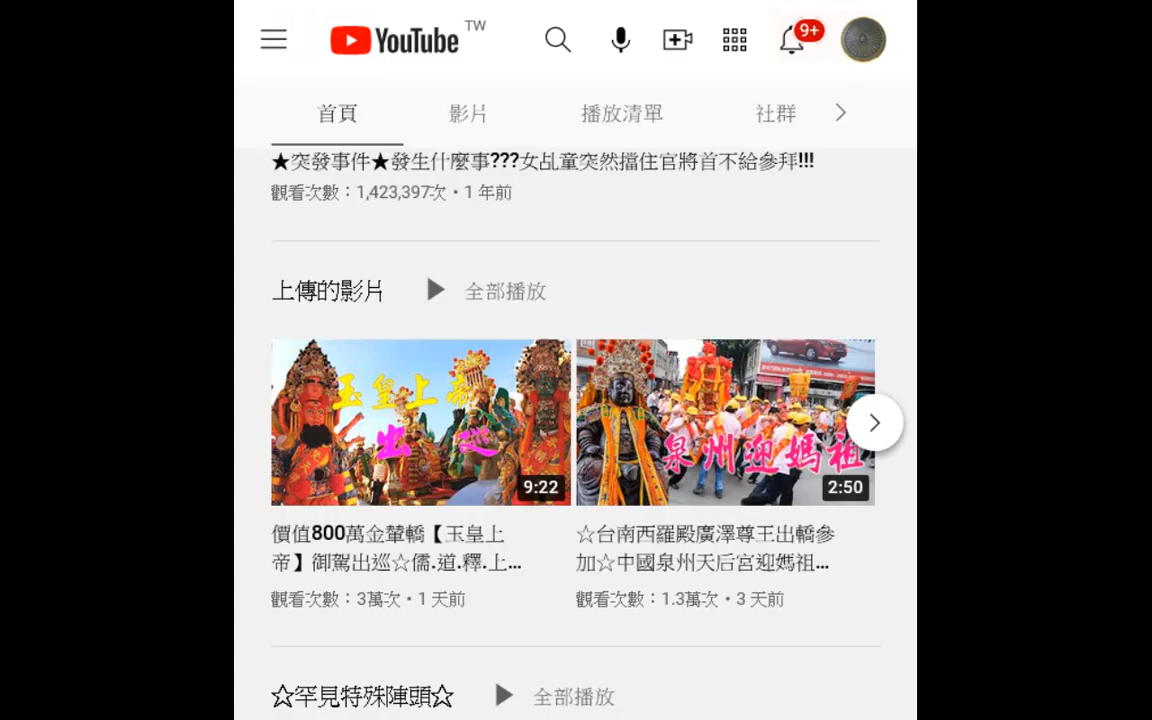 YouTube TW
9+
首頁 影片 播放清單 社群
★突發事件★發生什麼事???女乩童突然擋住官將首不給參拜!!!
觀看次數：1,423,397次・1 年前
上傳的影片 全部播放
玉皇上帝
出巡
9:22
泉州迎媽祖
2:50
價值800萬金輦轎【玉皇上
帝】御駕出巡☆儒.道.釋.上...
觀看次數：3萬次・1 天前
☆台南西羅殿廣澤尊王出轎參
加☆中國泉州天后宮迎媽祖...
觀看次數：1.3萬次・3 天前
☆罕見特殊陣頭☆ 全部播放